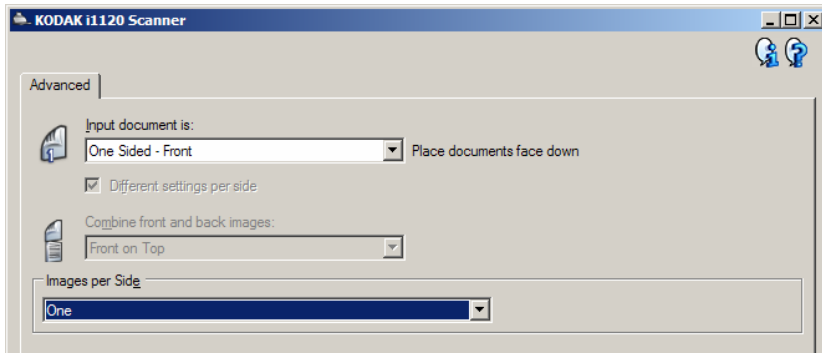 KODAK i1120 Scanner
Advanced
Input document is:
One Sided - Front
Place documents face down
Different settings per side
Combine front and back images:
Front on Top
Images per Side
One